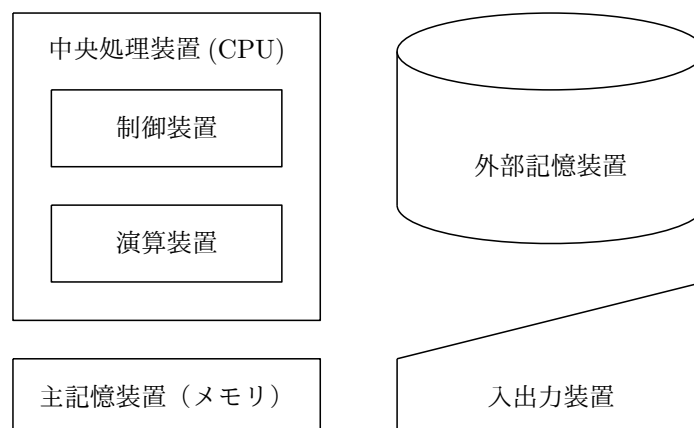 中央処理装置 (CPU)
制御装置
演算装置
主記憶装置（メモリ）
外部記憶装置
入出力装置